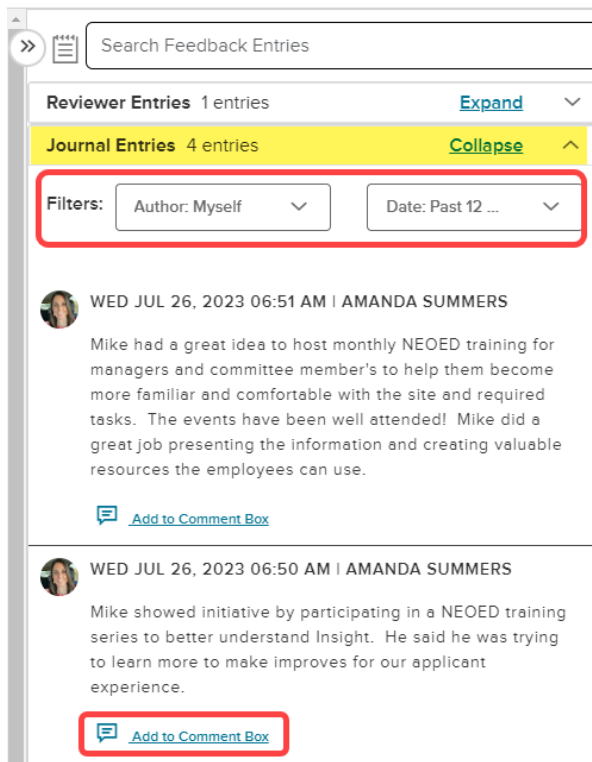 Search Feedback Entries
Reviewer Entries 1 entries Expand
Journal Entries 4 entries Collapse
Filters: Author: Myself Date: Past 12 ...
WED JUL 26, 2023 06:51 AM | AMANDA SUMMERS
Mike had a great idea to host monthly NEOED training for
managers and committee member's to help them become
more familiar and comfortable with the site and required
tasks. The events have been well attended! Mike did a
great job presenting the information and creating valuable
resources the employees can use.
Add to Comment Box
WED JUL 26, 2023 06:50 AM | AMANDA SUMMERS
Mike showed initiative by participating in a NEOED training
series to better understand Insight. He said he was trying
to learn more to make improves for our applicant
experience.
Add to Comment Box